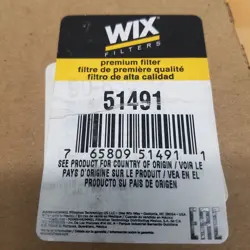 WIX
FILTERS
premium filter
filtre de première qualité
filtro de alta calidad
51491
7 65809 51491 1
SEE PRODUCT FOR COUNTRY OF ORIGIN / VOIR LE
PAYS D'ORIGINE SUR LE PRODUIT / VEA EN EL
PRODUCTO SU PAIS DE ORIGEN
EAC